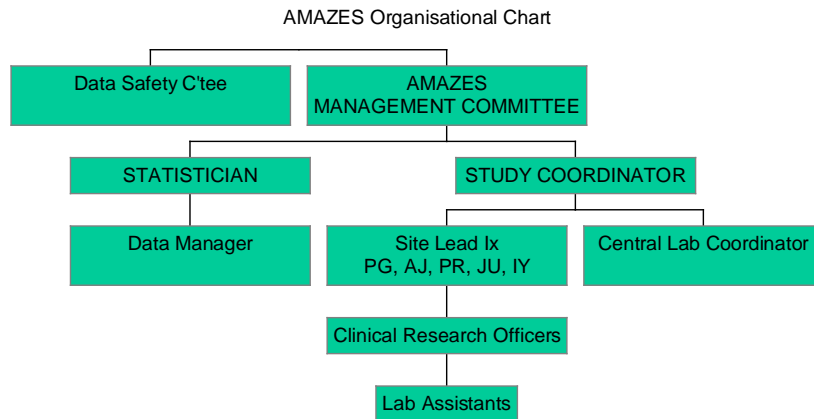 AMAZES Organisational Chart
Data Safety C'tee
AMAZES
MANAGEMENT COMMITTEE
STATISTICIAN
STUDY COORDINATOR
Data Manager
Site Lead Ix
PG, AJ, PR, JU, IY
Central Lab Coordinator
Clinical Research Officers
Lab Assistants